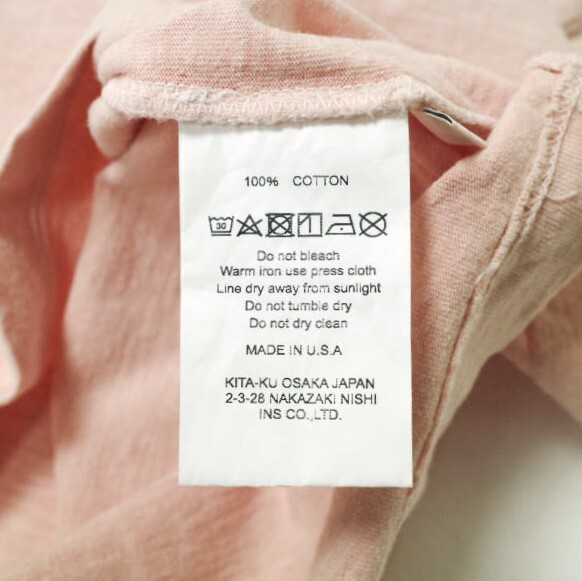 100% COTTON
30
Do not bleach
Warm iron use press cloth
Line dry away from sunlight
Do not tumble dry
Do not dry clean
MADE IN U.S.A
KITA-KU OSAKA JAPAN
2-3-28 NAKAZAKI NISHI
INS CO.,LTD.